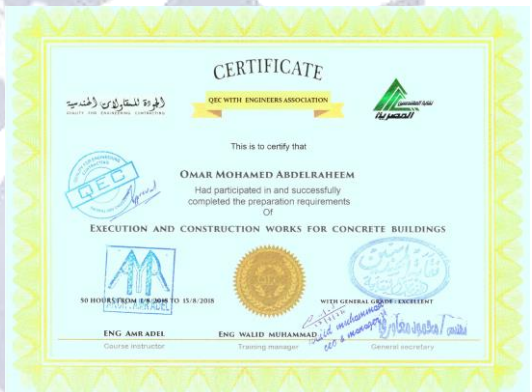 CERTIFICATE
QEC WITH ENGINEERS ASSOCIATION
الجودة للمقاولات الهندسية
QUALITY FOR ENGINEERING CONTRACTING
نقابة المهندسين
المصرية
This is to certify that
OMAR MOHAMED ABDELRAHEEM
Had participated in and successfully
completed the preparation requirements
Of
EXECUTION AND CONSTRUCTION WORKS FOR CONCRETE BUILDINGS
QEC
50 HOURS FROM 1/8/2018 TO 15/8/2018
WITH GENERAL GRADE : EXCELLENT
ENG AMR ADEL
ENG WALID MUHAMMAD
Course instructor
Training manager
General secretary